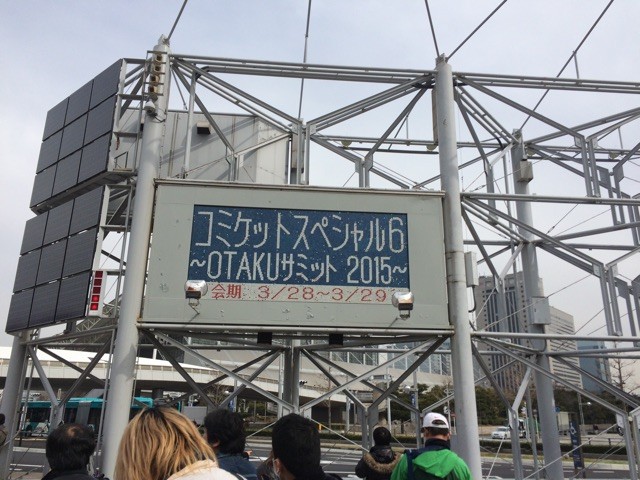 コミケットスペシャル6
~OTAKUサミット 2015~
会期 3/28~3/29